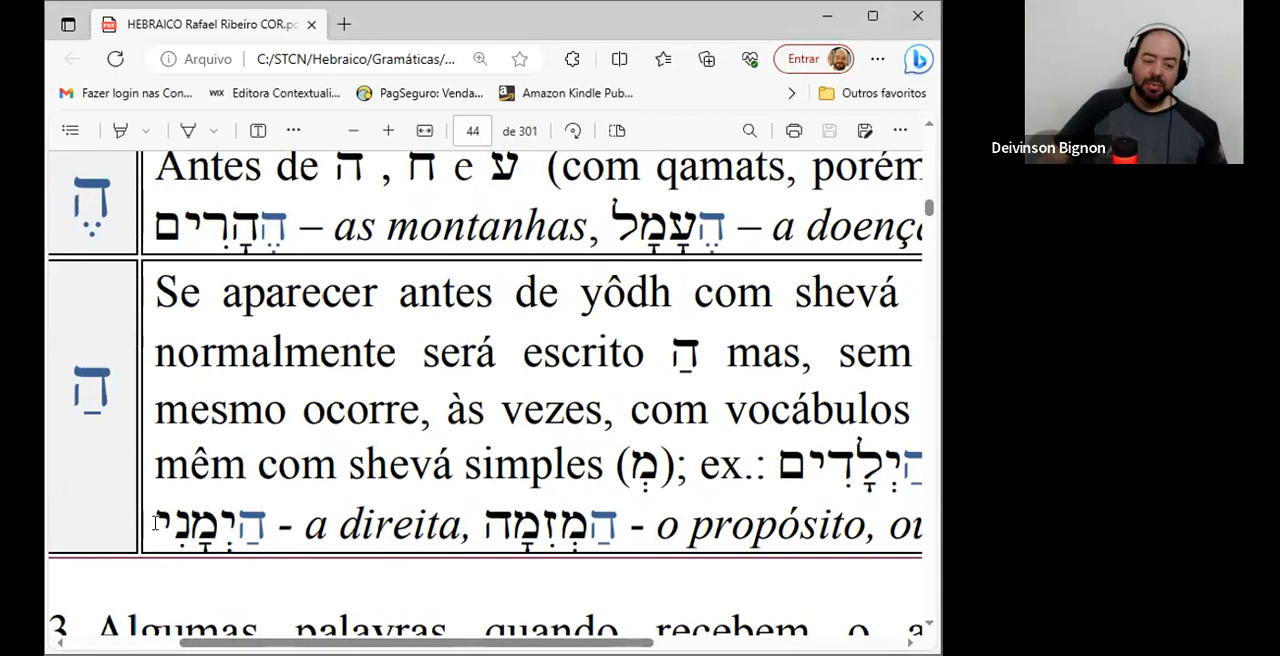 HEBRAICO Rafael Ribeiro COR.pd
Arquivo C:/STCN/Hebraico/Gramáticas/... Entrar
Fazer login nas Con... WIX Editora Contextuali... PagSeguro: Venda... Amazon Kindle Pub... Outros favoritos
44 de 301
Deivinson Bignon
הֶ
Antes de ה , ח e ע (com qamats, porém
הֶהָרִים – as montanhas, הֶעָמָל – a doença
הַ
Se aparecer antes de yôdh com shevá
normalmente será escrito הַ mas, sem
mesmo ocorre, às vezes, com vocábulos
mêm com shevá simples (מְ); ex.: הַיְלָדִים
הַיְמָנִי - a direita, הַמְזִמָּה - o propósito, ou
3. Algumas palavras quando recebem o a